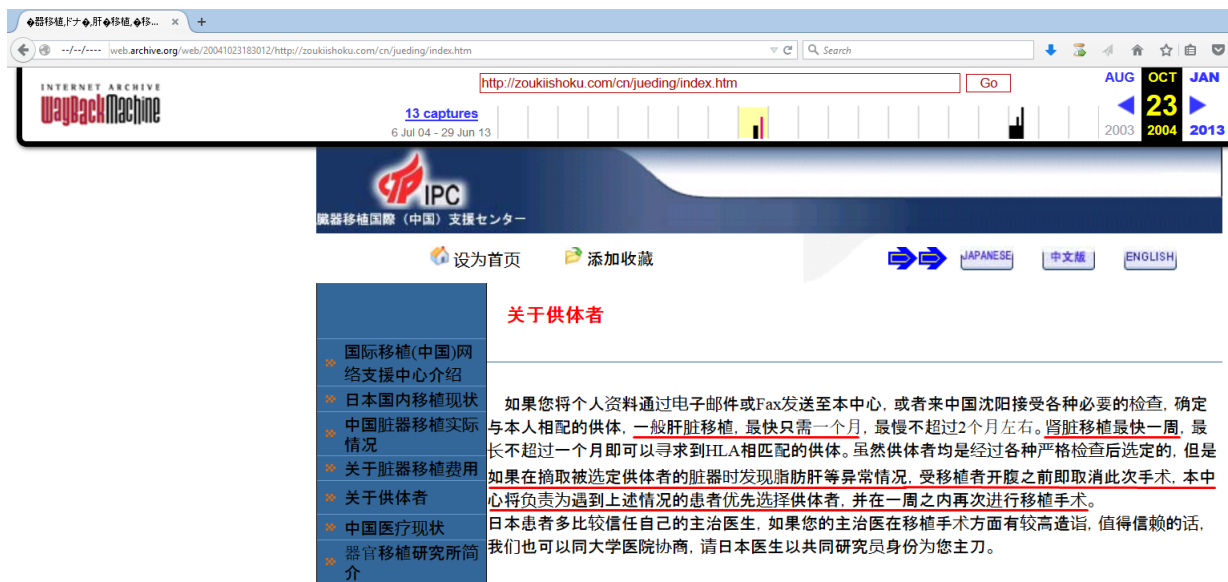 �器移植,ドナ�,肝�移植,�移... × +
--/--/---- web.archive.org/web/20041023183012/http://zoukiishoku.com/cn/jueding/index.htm Search
INTERNET ARCHIVE
WayBackMachine
http://zoukiishoku.com/cn/jueding/index.htm Go
13 captures
6 Jul 04 - 29 Jun 13
AUG OCT JAN
23
2003 2004 2013
IPC
臓器移植国際（中国）支援センター
设为首页 添加收藏 JAPANESE 中文版 ENGLISH
国际移植(中国)网
络支援中心介绍
日本国内移植现状
中国脏器移植实际
情况
关于脏器移植费用
关于供体者
中国医疗现状
器官移植研究所简
介
关于供体者
如果您将个人资料通过电子邮件或Fax发送至本中心, 或者来中国沈阳接受各种必要的检查, 确定
与本人相配的供体, 一般肝脏移植, 最快只需一个月, 最慢不超过2个月左右。肾脏移植最快一周, 最
长不超过一个月即可以寻求到HLA相匹配的供体。虽然供体者均是经过各种严格检查后选定的, 但是
如果在摘取被选定供体者的脏器时发现脂肪肝等异常情况, 受移植者开腹之前即取消此次手术, 本中
心将负责为遇到上述情况的患者优先选择供体者, 并在一周之内再次进行移植手术。
日本患者多比较信任自己的主治医生, 如果您的主治医在移植手术方面有较高造诣, 值得信赖的话,
我们也可以同大学医院协商, 请日本医生以共同研究员身份为您主刀。